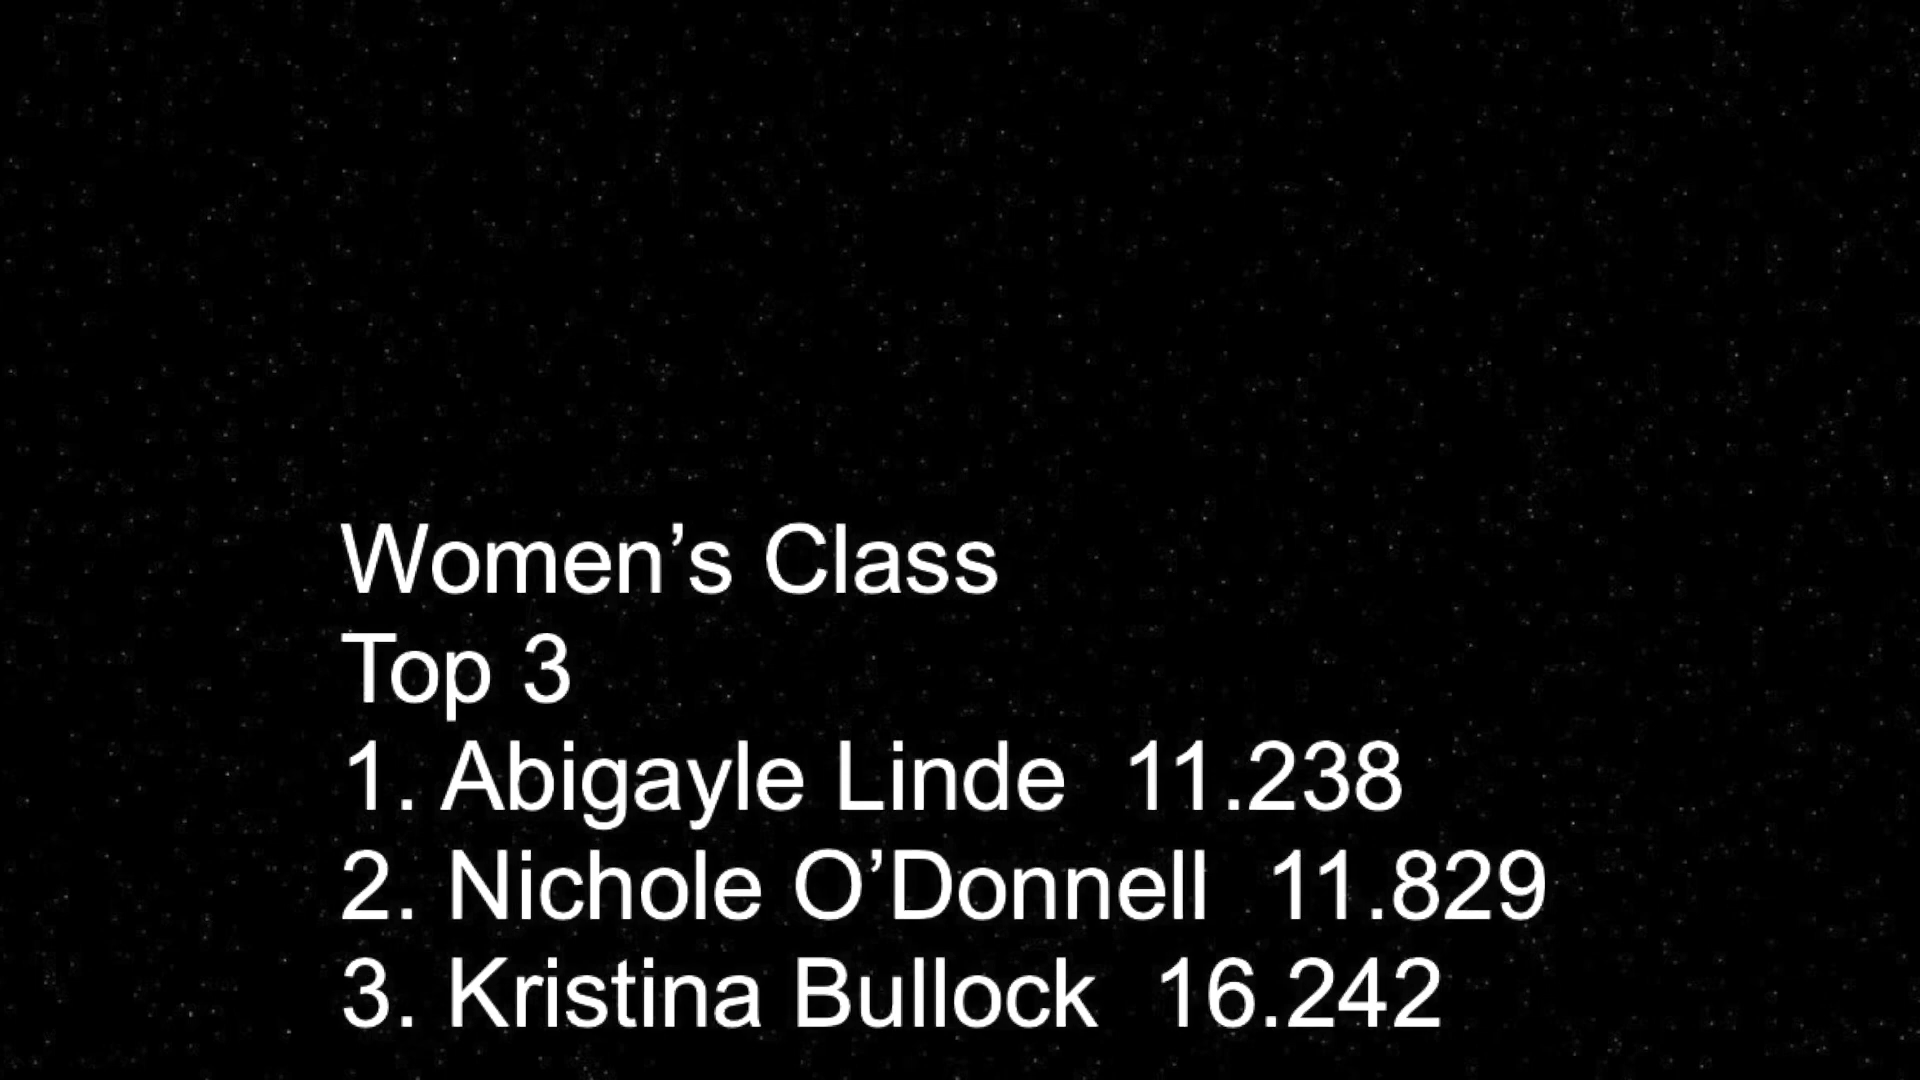 Women’s Class
Top 3
1. Abigayle Linde  11.238
2. Nichole O’Donnell  11.829
3. Kristina Bullock  16.242